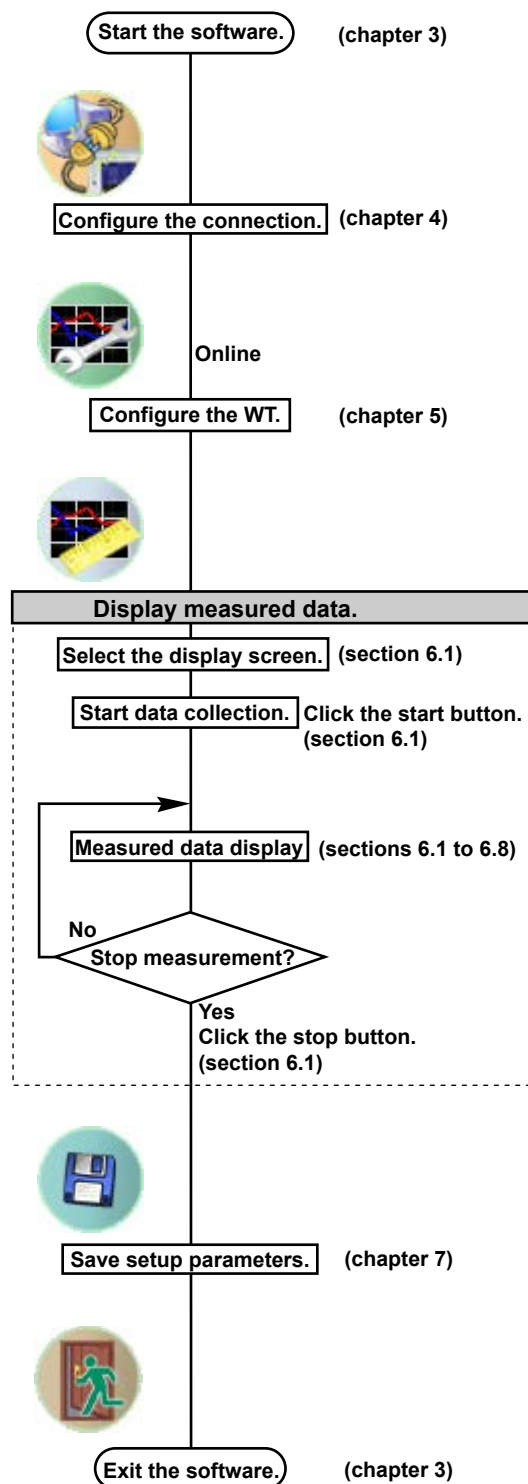 Start the software. (chapter 3)
Configure the connection. (chapter 4)
Online
Configure the WT. (chapter 5)
Display measured data.
Select the display screen. (section 6.1)
Start data collection. Click the start button.
(section 6.1)
Measured data display (sections 6.1 to 6.8)
No
Stop measurement?
Yes
Click the stop button.
(section 6.1)
Save setup parameters. (chapter 7)
Exit the software. (chapter 3)